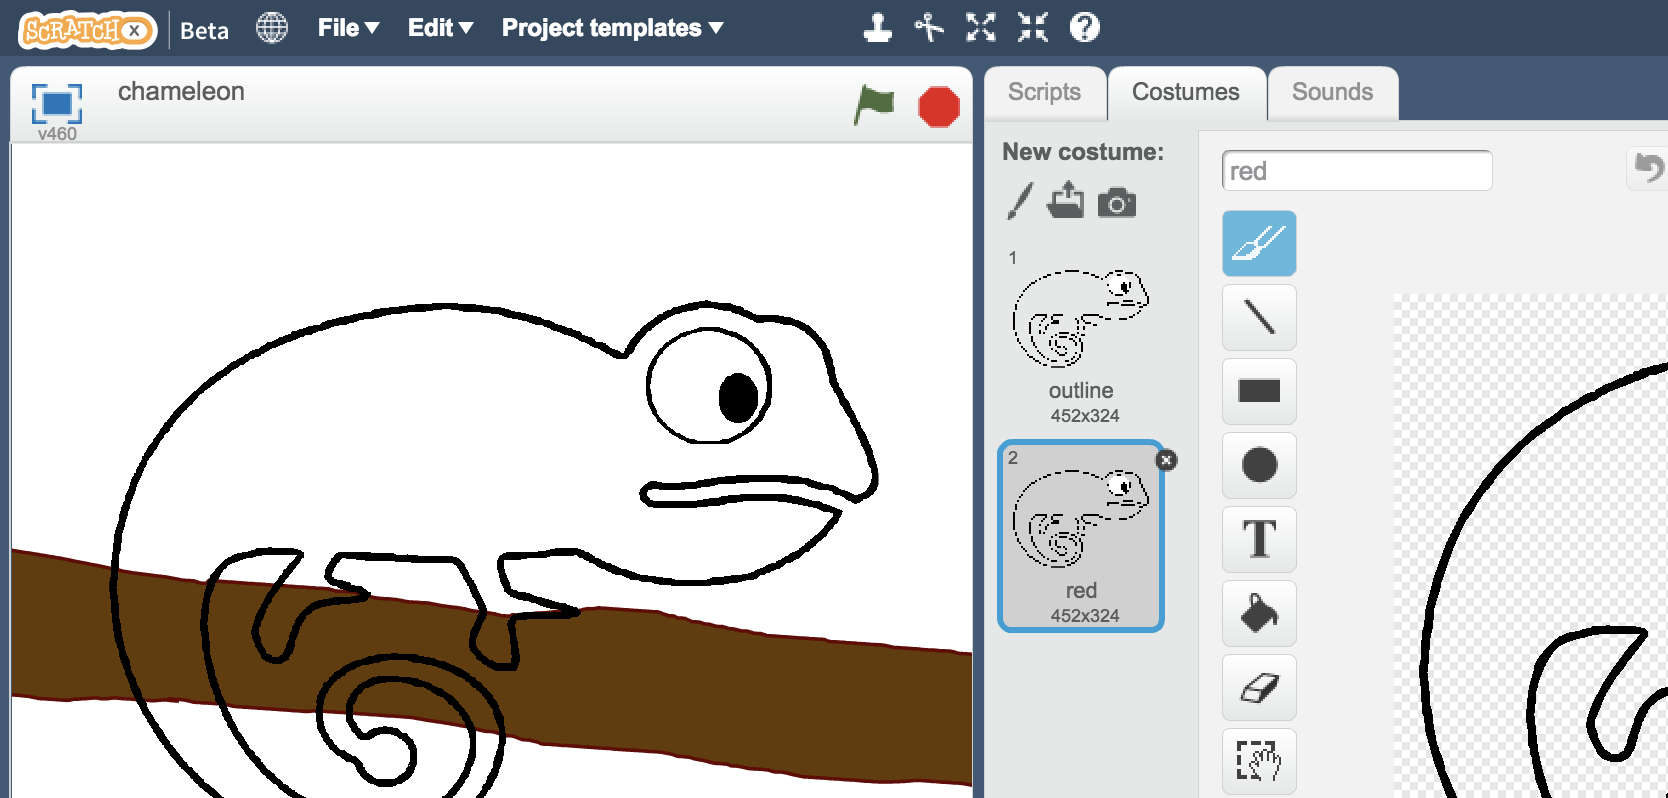 SCRATCHX Beta File Edit Project templates ?
chameleon
v460
Scripts Costumes Sounds
New costume:
red
1
outline
452x324
2
red
452x324
T